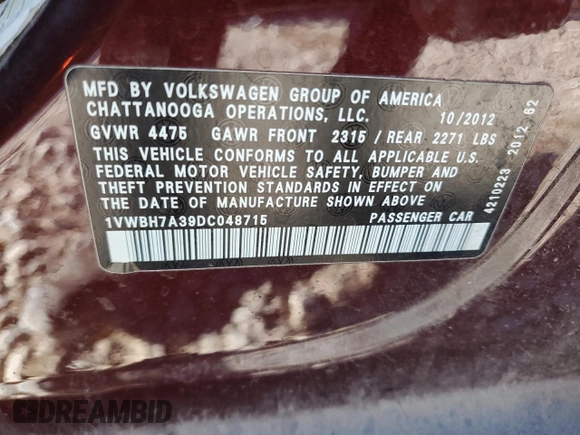 MFD BY VOLKSWAGEN GROUP OF AMERICA
CHATTANOOGA OPERATIONS, LLC. 10/2012
GVWR 4475 GAWR FRONT 2315 / REAR 2271 LBS
THIS VEHICLE CONFORMS TO ALL APPLICABLE U.S.
FEDERAL MOTOR VEHICLE SAFETY, BUMPER AND
THEFT PREVENTION STANDARDS IN EFFECT ON
THE DATE OF MANUFACTURE SHOWN ABOVE
1VWBH7A39DC048715 PASSENGER CAR
4210223 2012 62
DREAMBID